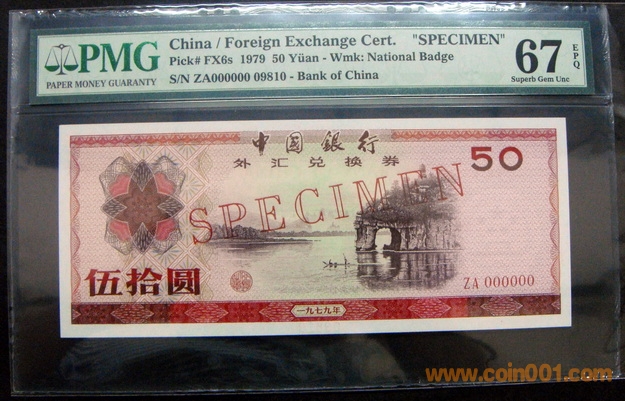 PMG
PAPER MONEY GUARANTY
China / Foreign Exchange Cert. "SPECIMEN"
Pick# FX6s 1979 50 Yüan - Wmk: National Badge
S/N ZA000000 09810 - Bank of China
67 EPQ
Superb Gem Unc
中國銀行
外汇兑换券
50
SPECIMEN
伍拾圆
ZA 000000
一九七九年
www.coin001.com